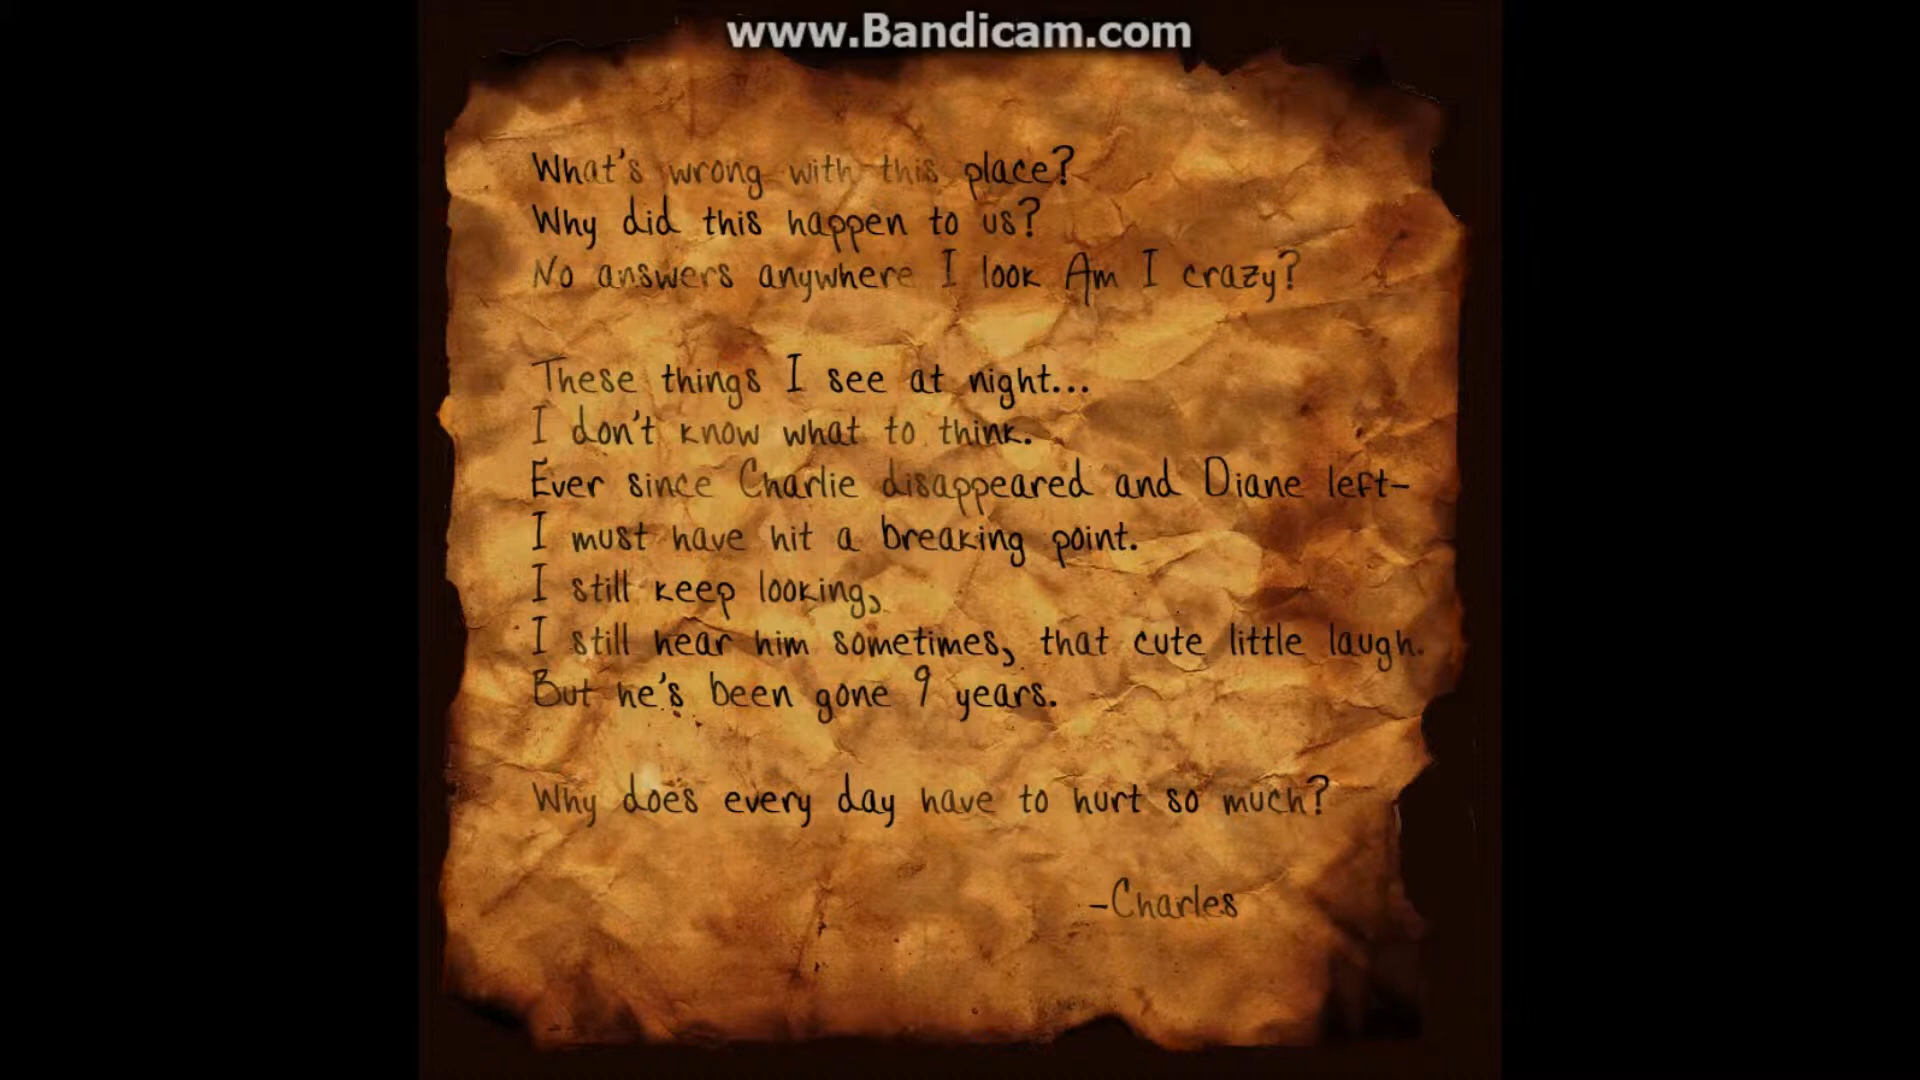 www.Bandicam.com
What's wrong with this place?
Why did this happen to us?
No answers anywhere I look Am I crazy?
These things I see at night...
I don't know what to think.
Ever since Charlie disappeared and Diane left-
I must have hit a breaking point.
I still keep looking,
I still hear him sometimes, that cute little laugh.
But he's been gone 9 years.
Why does every day have to hurt so much?
-Charles